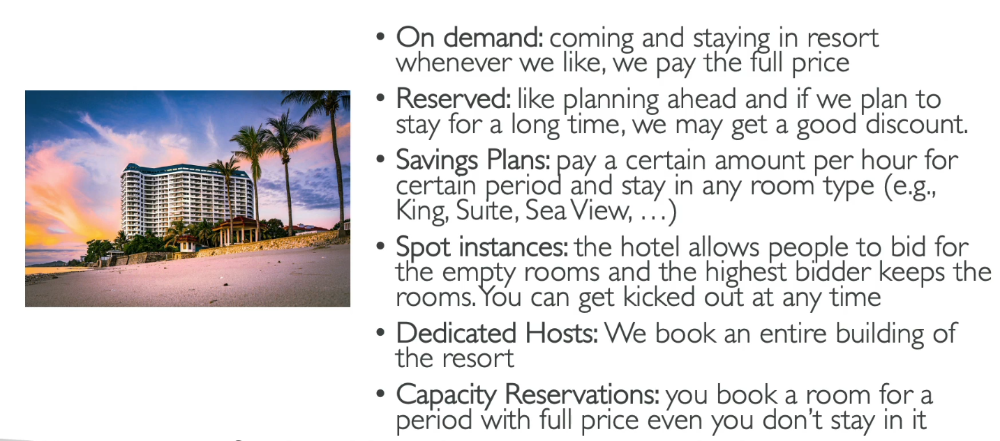 • On demand: coming and staying in resort
whenever we like, we pay the full price
• Reserved: like planning ahead and if we plan to
stay for a long time, we may get a good discount.
• Savings Plans: pay a certain amount per hour for
certain period and stay in any room type (e.g.,
King, Suite, Sea View, …)
• Spot instances: the hotel allows people to bid for
the empty rooms and the highest bidder keeps the
rooms. You can get kicked out at any time
• Dedicated Hosts: We book an entire building of
the resort
• Capacity Reservations: you book a room for a
period with full price even you don’t stay in it